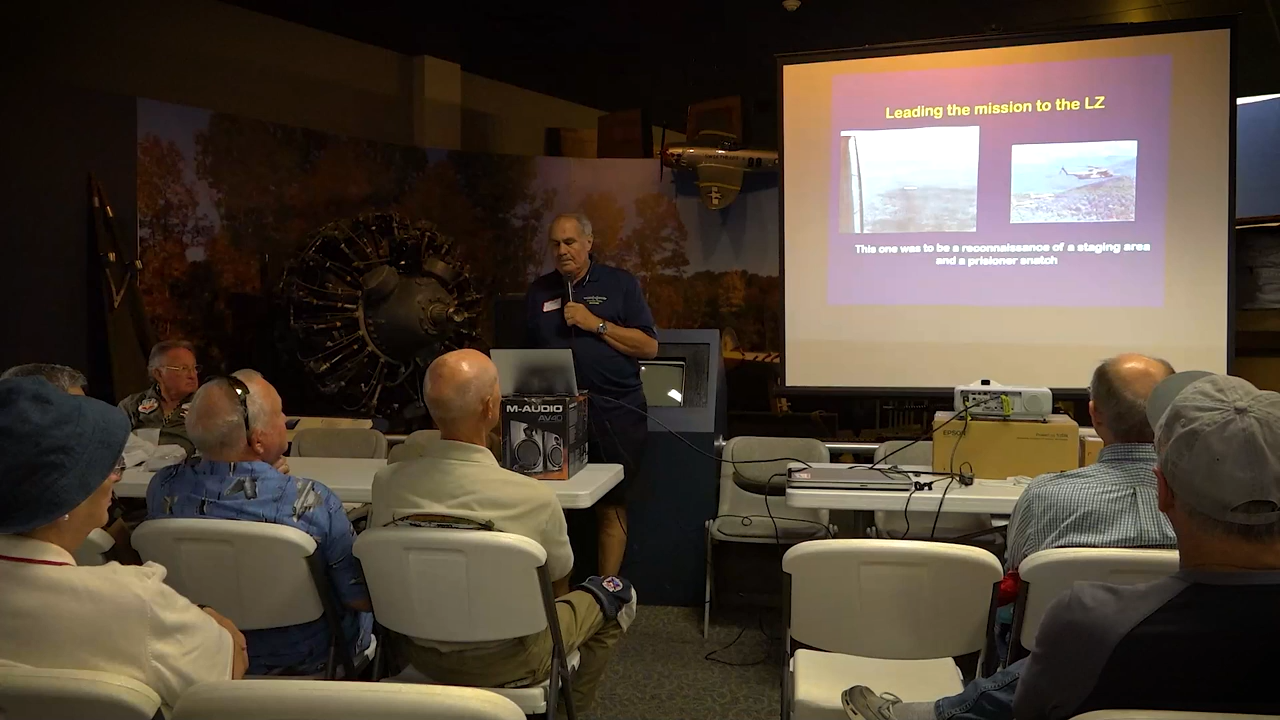 Leading the mission to the LZ
This one was to be a reconnaissance of a staging area
and a prisioner snatch
M-AUDIO
AV40
EPSON